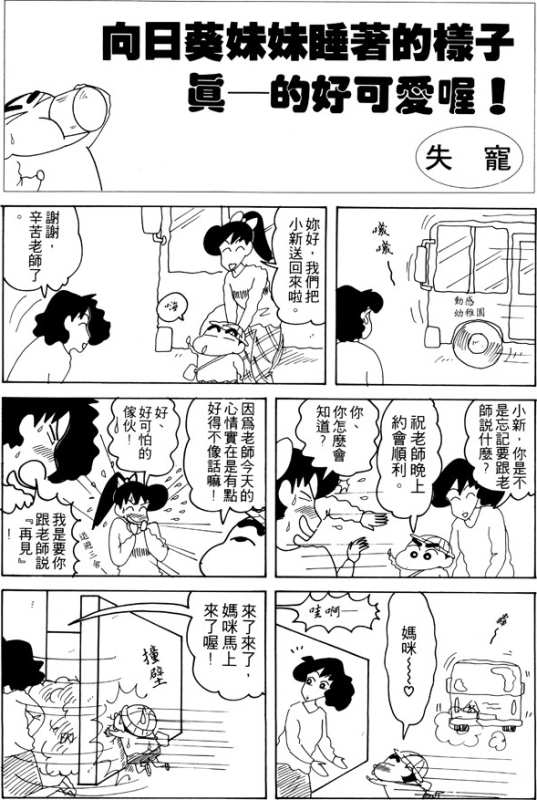 向日葵妹妹睡著的樣子
眞一的好可愛喔！
失寵
噗噗～
動感
幼稚園
妳好，我們把
小新送回來啦。
嗨
謝謝，
辛苦老師了
。
小新，你是不
是忘記要跟老
師說什麼？
祝老師晚上
約會順利。
你、
你怎麼會
知道？
因爲老師今天的
心情實在是有點
好得不像話嘛！
好、
好可怕的
傢伙！
我是要你
跟老師說
『再見』
！
媽咪～～♡
哇啊—
來了來了，
媽咪馬上
來了喔！
撞壁